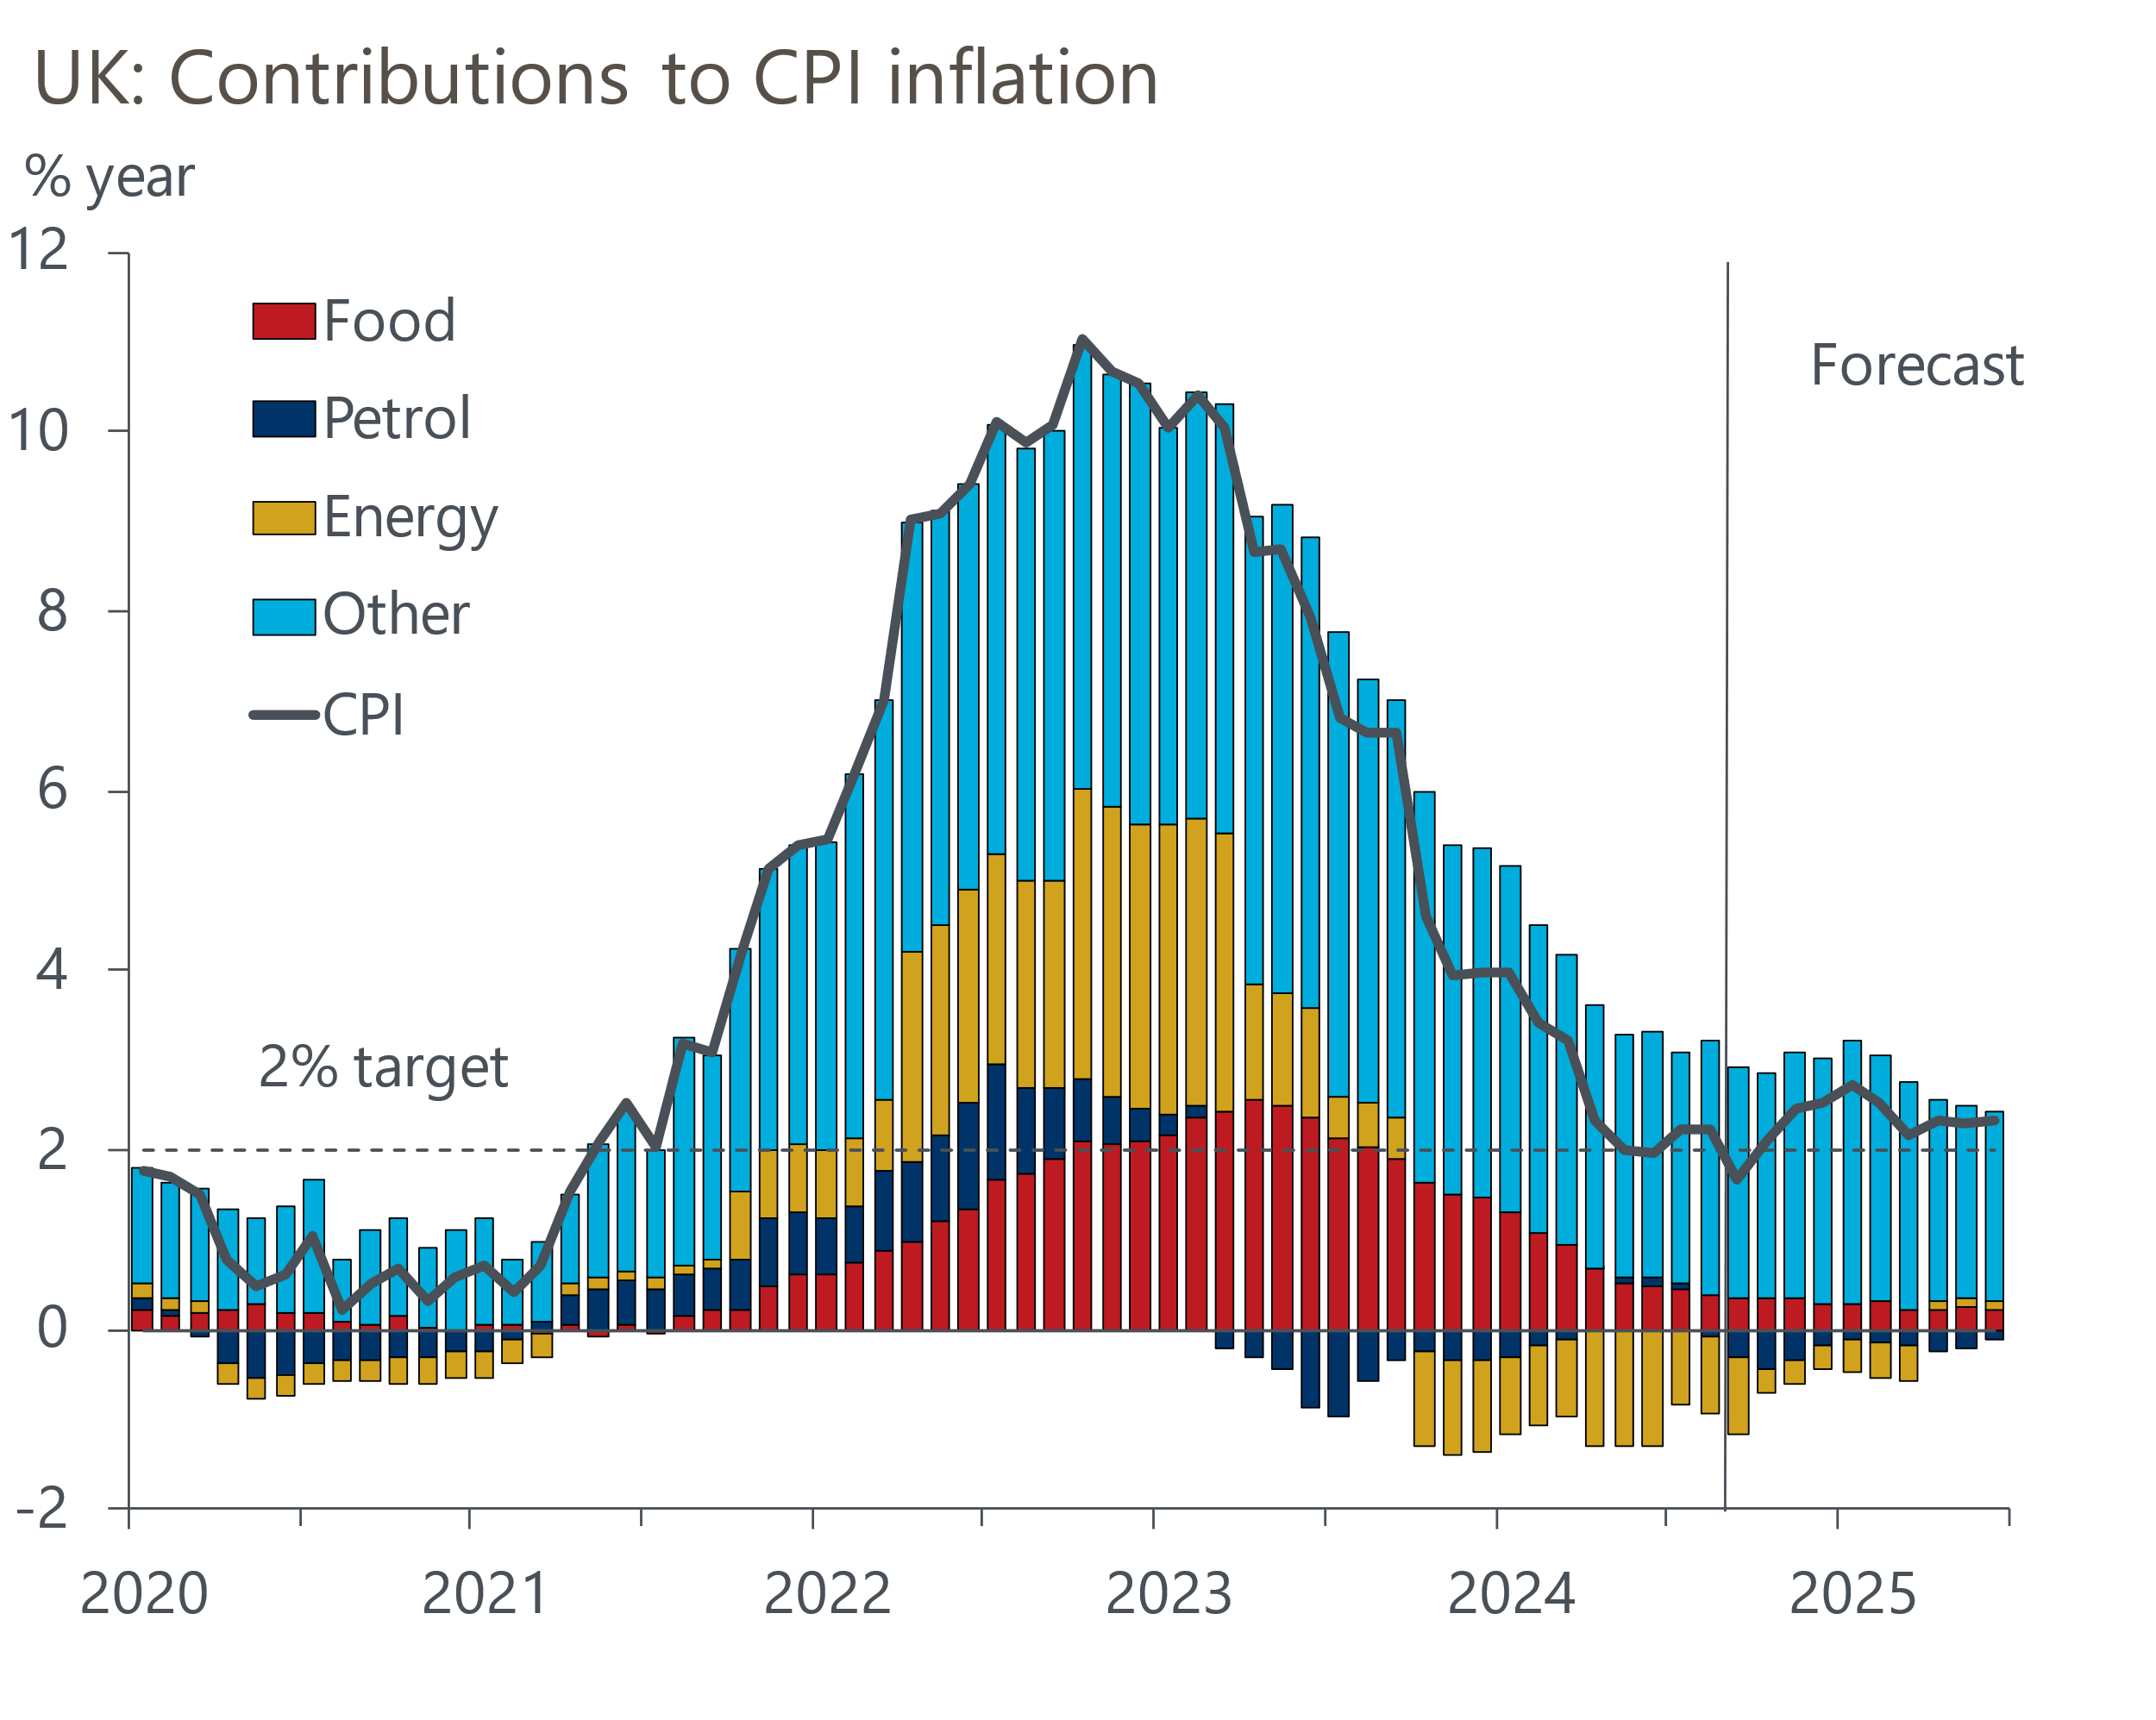 UK: Contributions to CPI inflation
% year
12
10
8
6
4
2
0
-2
Food
Petrol
Energy
Other
CPI
Forecast
2% target
2020 2021 2022 2023 2024 2025